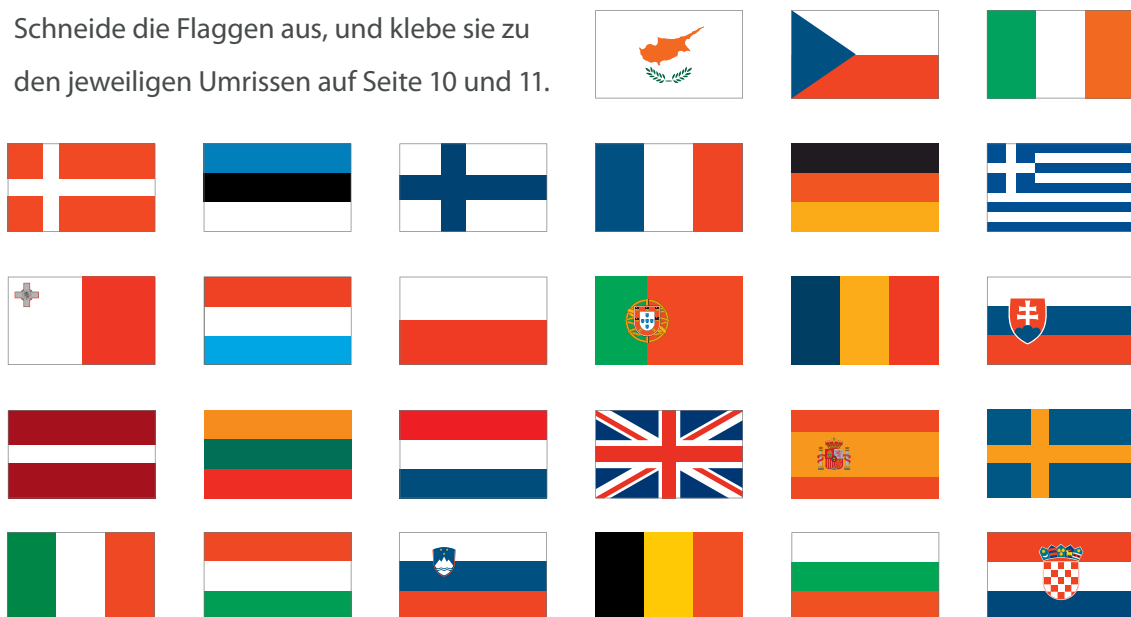 Schneide die Flaggen aus, und klebe sie zu
den jeweiligen Umrissen auf Seite 10 und 11.